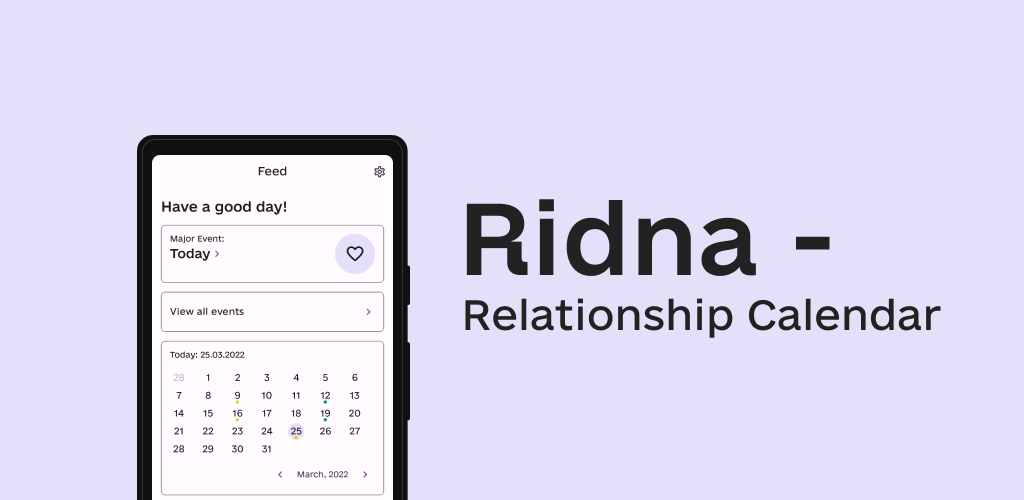 Feed
Have a good day!
Major Event:
Today
View all events
Today: 25.03.2022
28 1 2 3 4 5 6
7 8 9 10 11 12 13
14 15 16 17 18 19 20
21 22 23 24 25 26 27
28 29 30 31
March, 2022
Ridna -
Relationship Calendar